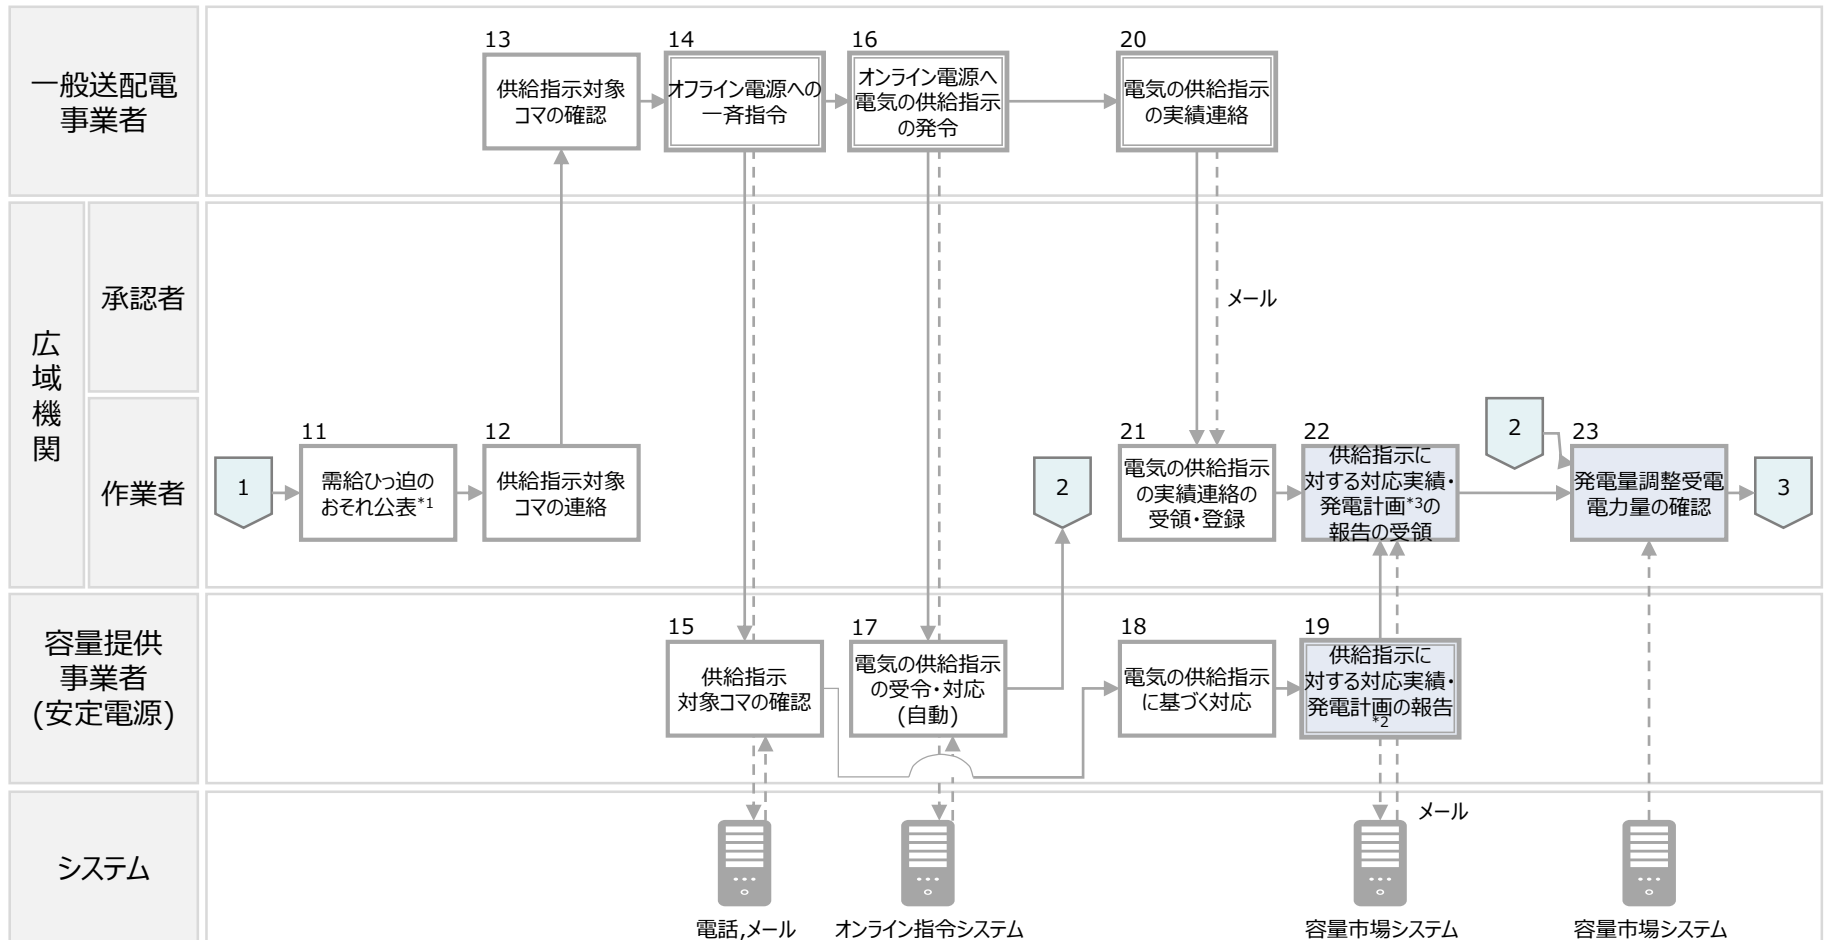 一般送配電
事業者
13
供給指示対象
コマの確認
14
オフライン電源への
一斉指令
16
オンライン電源へ
電気の供給指示
の発令
20
電気の供給指示
の実績連絡
広域機関
承認者
メール
作業者
1
11
需給ひっ迫の
おそれ公表*1
12
供給指示対象
コマの連絡
2
21
電気の供給指示
の実績連絡の
受領・登録
22
供給指示に
対する対応実績・
発電計画*3の
報告の受領
2
23
発電量調整受電
電力量の確認
3
容量提供
事業者
(安定電源)
15
供給指示
対象コマの確認
17
電気の供給指示
の受令・対応
(自動)
18
電気の供給指示
に基づく対応
19
供給指示に
対する対応実績・
発電計画の報告
*2
システム
メール
電話,メール
オンライン指令システム
容量市場システム
容量市場システム